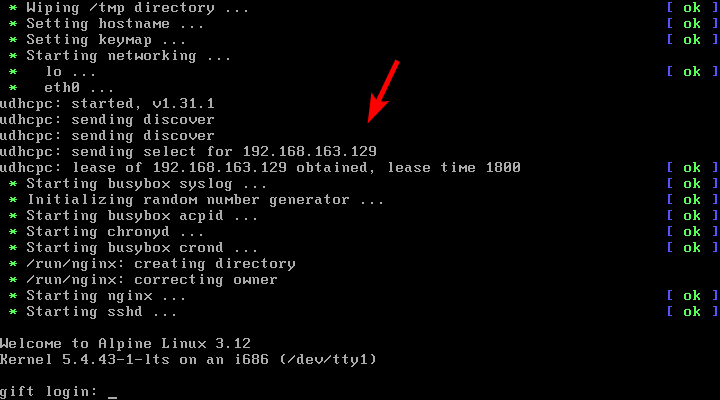 * Wiping /tmp directory ... [ ok ]
* Setting hostname ... [ ok ]
* Setting keymap ... [ ok ]
* Starting networking ...
*   lo ... [ ok ]
*   eth0 ...
udhcpc: started, v1.31.1
udhcpc: sending discover
udhcpc: sending discover
udhcpc: sending select for 192.168.163.129
udhcpc: lease of 192.168.163.129 obtained, lease time 1800
[ ok ]
* Starting busybox syslog ... [ ok ]
* Initializing random number generator ... [ ok ]
* Starting busybox acpid ... [ ok ]
* Starting chronyd ... [ ok ]
* Starting busybox crond ... [ ok ]
* /run/nginx: creating directory
* /run/nginx: correcting owner
* Starting nginx ... [ ok ]
* Starting sshd ... [ ok ]
Welcome to Alpine Linux 3.12
Kernel 5.4.43-1-lts on an i686 (/dev/tty1)
gift login: _